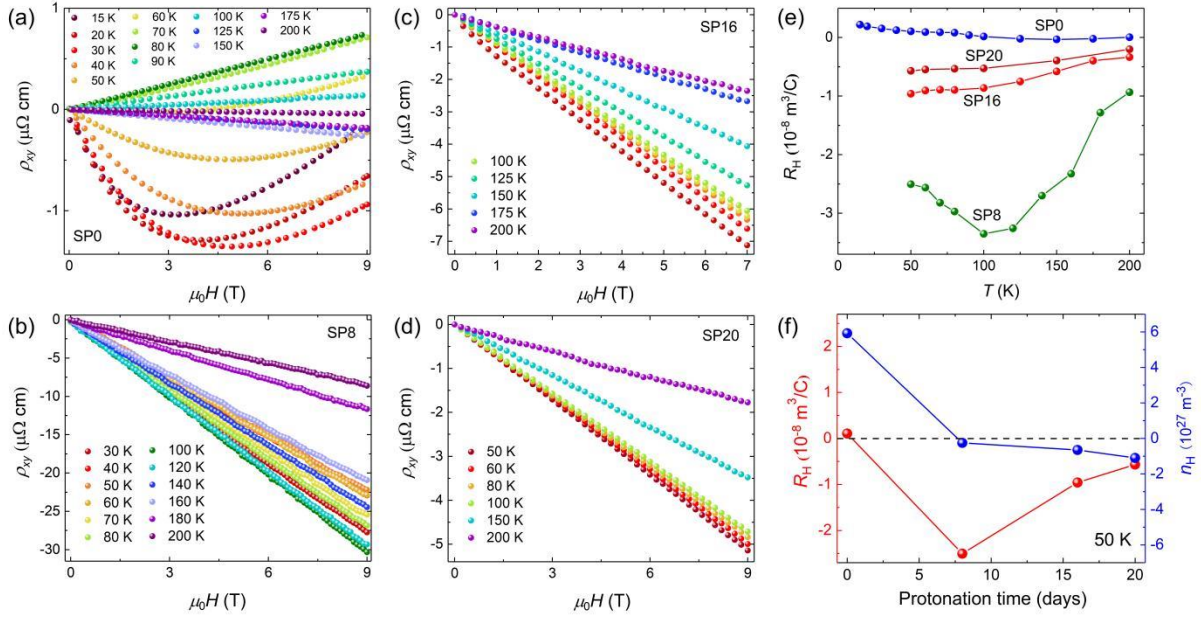 (a)
15 K
20 K
30 K
40 K
50 K
60 K
70 K
80 K
90 K
100 K
125 K
150 K
175 K
200 K
1
0
-1
ρxy (μΩ cm)
SP0
0
3
6
9
μ0H (T)
(b)
SP8
0
-5
-10
-15
-20
-25
-30
ρxy (μΩ cm)
30 K
40 K
50 K
60 K
70 K
80 K
100 K
120 K
140 K
160 K
180 K
200 K
0
3
6
9
μ0H (T)
(c)
SP16
0
-1
-2
-3
-4
-5
-6
-7
ρxy (μΩ cm)
100 K
125 K
150 K
175 K
200 K
0
1
2
3
4
5
6
7
μ0H (T)
(d)
SP20
0
-1
-2
-3
-4
-5
ρxy (μΩ cm)
50 K
60 K
80 K
100 K
150 K
200 K
0
3
6
9
μ0H (T)
(e)
SP0
SP20
SP16
SP8
0
-1
-2
-3
RH (10-8 m3/C)
0
50
100
150
200
T (K)
(f)
2
1
0
-1
-2
RH (10-8 m3/C)
6
4
2
0
-2
-4
-6
nH (1027 m-3)
50 K
0
5
10
15
20
Protonation time (days)